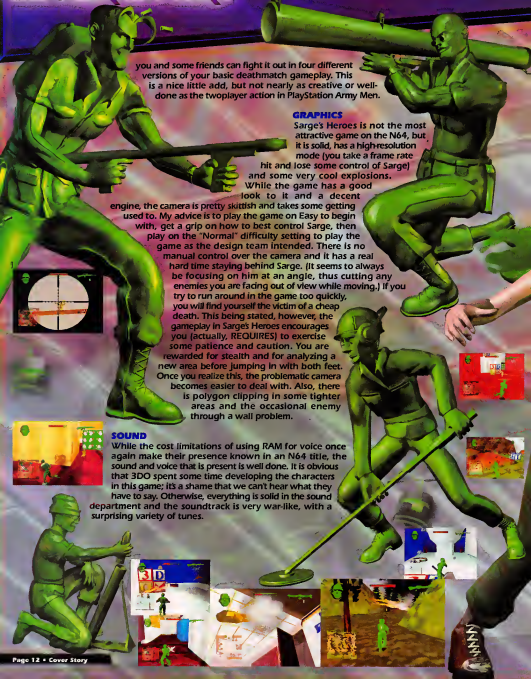 you and some friends can fight it out in four different
versions of your basic deathmatch gameplay. This
is a nice little add, but not nearly as creative or well-
done as the twoplayer action in PlayStation Army Men.
GRAPHICS
Sarge's Heroes is not the most
attractive game on the N64, but
it is solid, has a high-resolution
mode (you take a frame rate
hit and lose some control of Sarge)
and some very cool explosions.
While the game has a good
look to it and a decent
engine, the camera is pretty skittish and takes some getting
used to. My advice is to play the game on Easy to begin
with, get a grip on how to best control Sarge, then
play on the "Normal" difficulty setting to play the
game as the design team intended. There is no
manual control over the camera and it has a real
hard time staying behind Sarge. (It seems to always
be focusing on him at an angle, thus cutting any
enemies you are facing out of view while moving.) If you
try to run around in the game too quickly,
you will find yourself the victim of a cheap
death. This being stated, however, the
gameplay in Sarge's Heroes encourages
you (actually, REQUIRES) to exercise
some patience and caution. You are
rewarded for stealth and for analyzing a
new area before jumping in with both feet.
Once you realize this, the problematic camera
becomes easier to deal with. Also, there
is polygon clipping in some tighter
areas and the occasional enemy
through a wall problem.
SOUND
While the cost limitations of using RAM for voice once
again make their presence known in an N64 title, the
sound and voice that is present is well done. It is obvious
that 3DO spent some time developing the characters
in this game; it's a shame that we can't hear what they
have to say. Otherwise, everything is solid in the sound
department and the soundtrack is very war-like, with a
surprising variety of tunes.
3 D
Page 12 • Cover Story